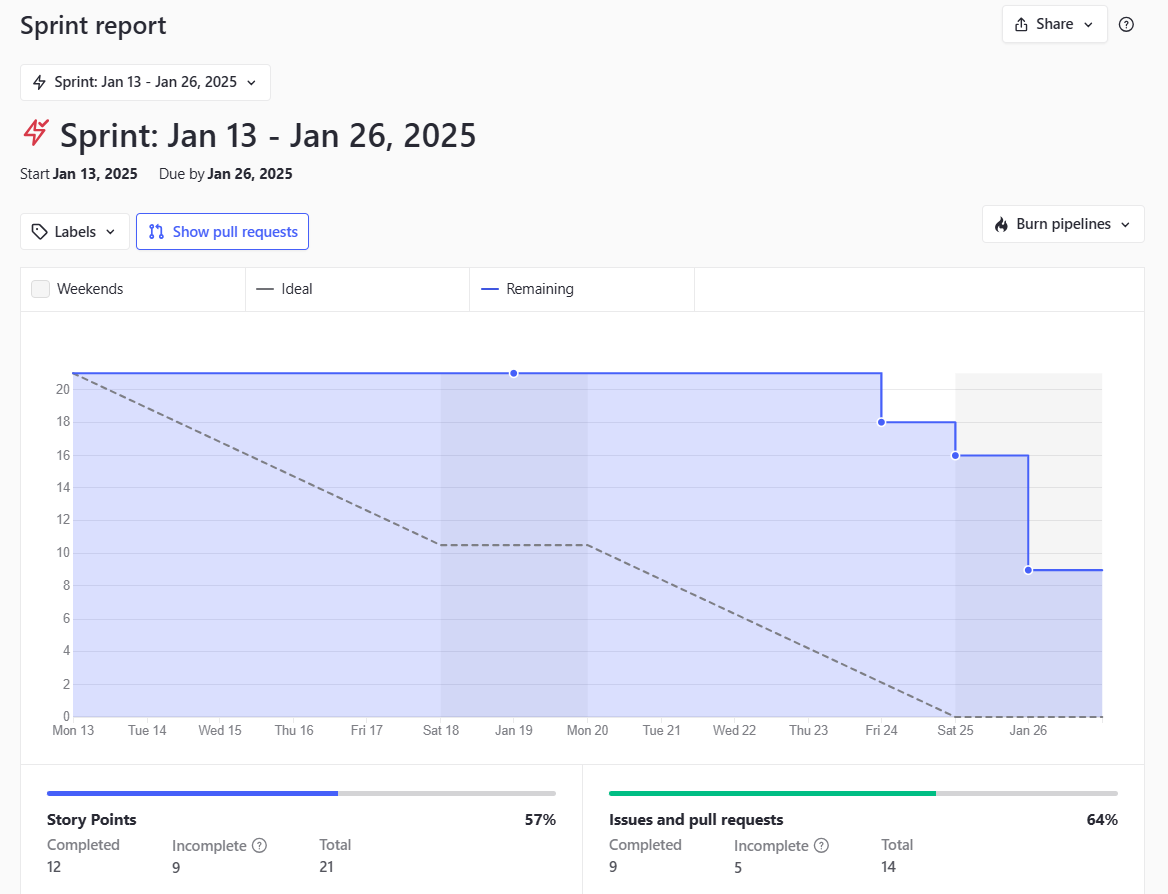 Sprint report
Share
Sprint: Jan 13 - Jan 26, 2025
Sprint: Jan 13 - Jan 26, 2025
Start Jan 13, 2025 Due by Jan 26, 2025
Labels Show pull requests Burn pipelines
Weekends Ideal Remaining
20
18
16
14
12
10
8
6
4
2
0
Mon 13 Tue 14 Wed 15 Thu 16 Fri 17 Sat 18 Jan 19 Mon 20 Tue 21 Wed 22 Thu 23 Fri 24 Sat 25 Jan 26
Story Points 57%
Completed Incomplete ? Total
12 9 21
Issues and pull requests 64%
Completed Incomplete ? Total
9 5 14